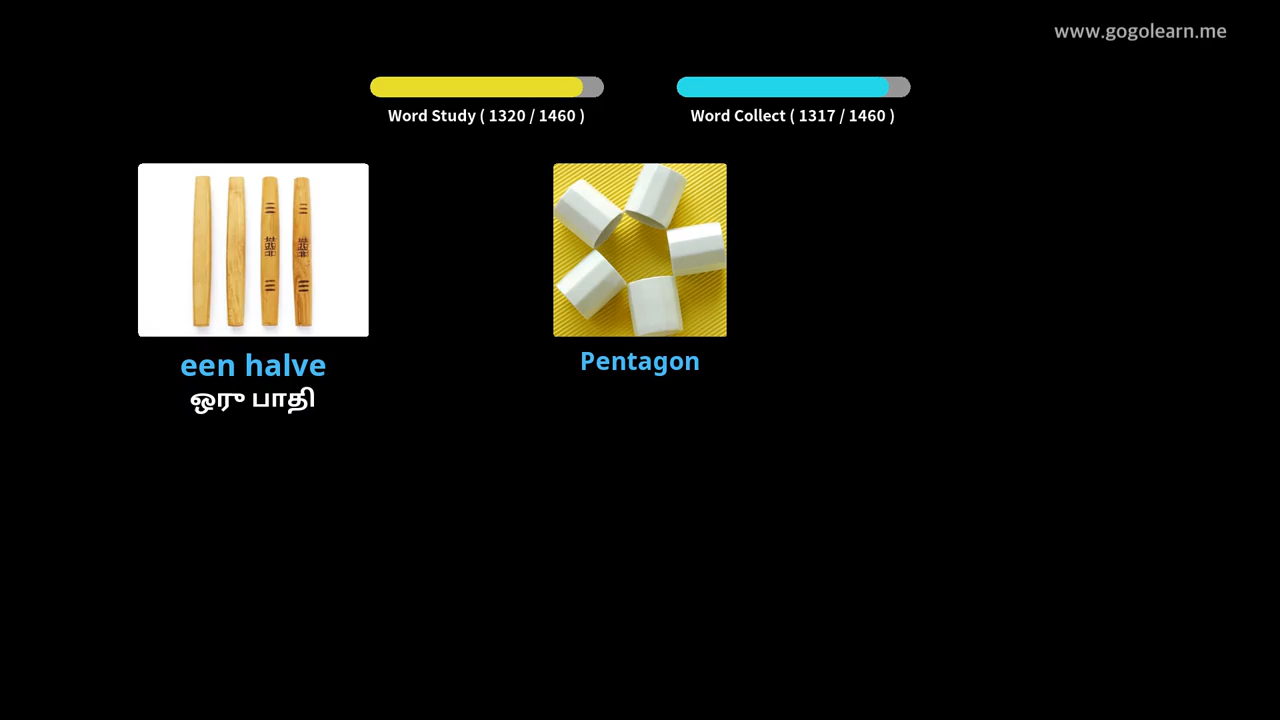 www.gogolearn.me
Word Study ( 1320 / 1460 )
Word Collect ( 1317 / 1460 )
een halve
ஒரு பாதி
Pentagon